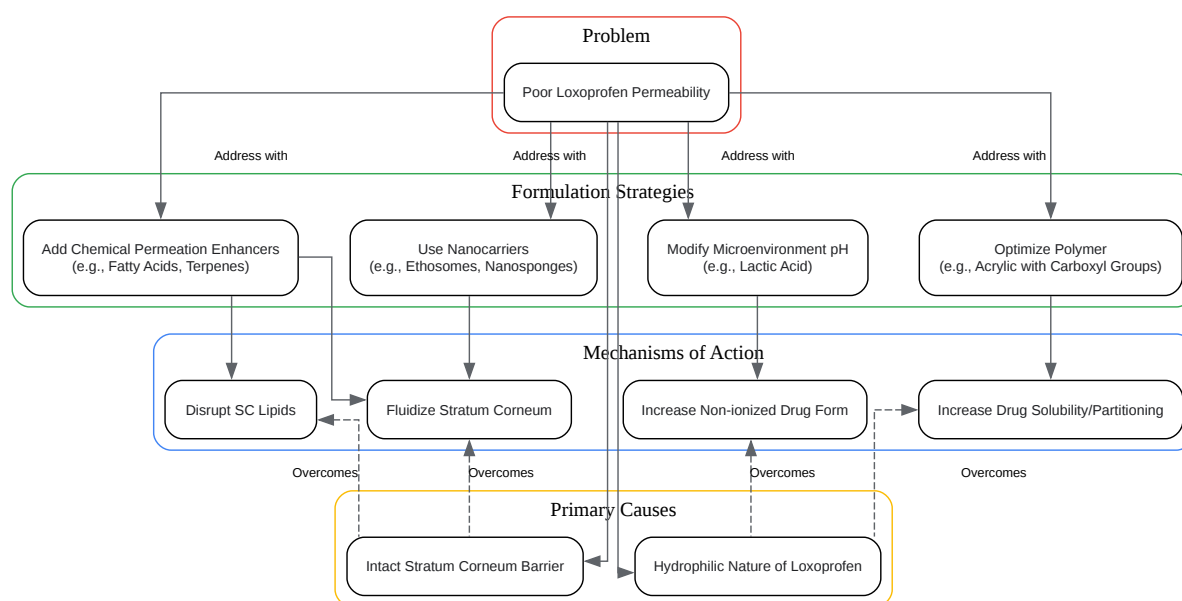 Problem
Poor Loxoprofen Permeability
Address with
Address with
Address with
Address with
Formulation Strategies
Add Chemical Permeation Enhancers
(e.g., Fatty Acids, Terpenes)
Use Nanocarriers
(e.g., Ethosomes, Nanosponges)
Modify Microenvironment pH
(e.g., Lactic Acid)
Optimize Polymer
(e.g., Acrylic with Carboxyl Groups)
Mechanisms of Action
Disrupt SC Lipids
Fluidize Stratum Corneum
Increase Non-ionized Drug Form
Increase Drug Solubility/Partitioning
Overcomes
Overcomes
Overcomes
Overcomes
Primary Causes
Intact Stratum Corneum Barrier
Hydrophilic Nature of Loxoprofen